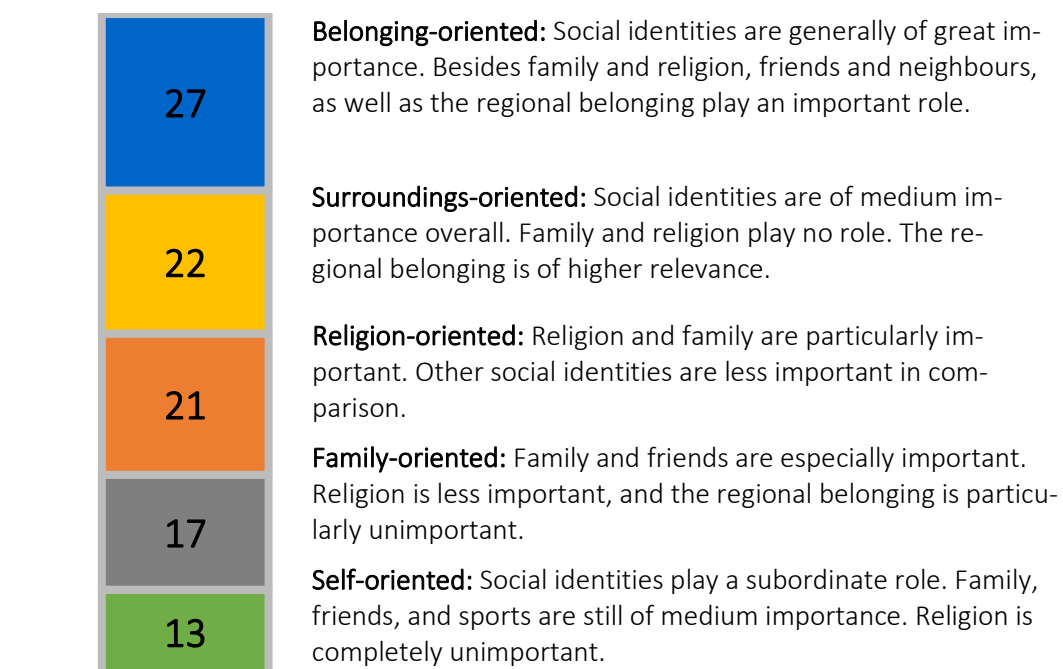 27
Belonging-oriented: Social identities are generally of great im-
portance. Besides family and religion, friends and neighbours,
as well as the regional belonging play an important role.
22
Surroundings-oriented: Social identities are of medium im-
portance overall. Family and religion play no role. The re-
gional belonging is of higher relevance.
21
Religion-oriented: Religion and family are particularly im-
portant. Other social identities are less important in com-
parison.
17
Family-oriented: Family and friends are especially important.
Religion is less important, and the regional belonging is particu-
larly unimportant.
13
Self-oriented: Social identities play a subordinate role. Family,
friends, and sports are still of medium importance. Religion is
completely unimportant.